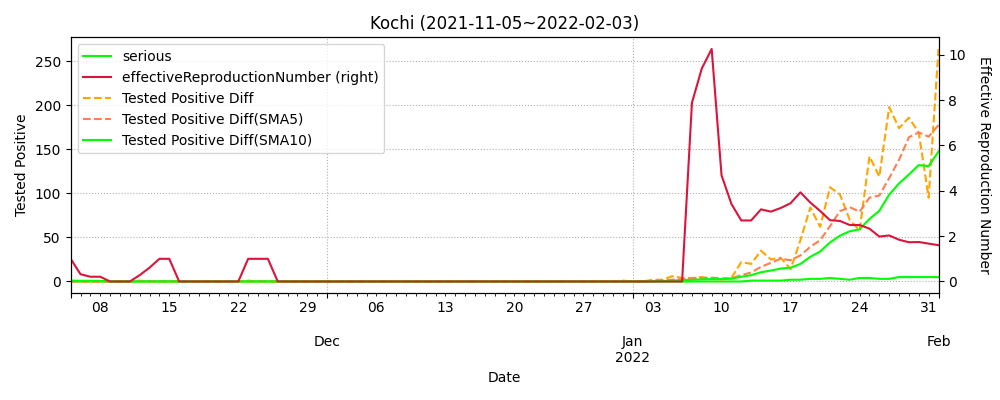 Kochi (2021-11-05~2022-02-03)
serious
effectiveReproductionNumber (right)
Tested Positive Diff
Tested Positive Diff(SMA5)
Tested Positive Diff(SMA10)
Tested Positive
250
200
150
100
50
0
10
8
6
4
2
0
Effective Reproduction Number
08 15 22 29 06 13 20 27 03 10 17 24 31
Dec Jan Feb
2022
Date